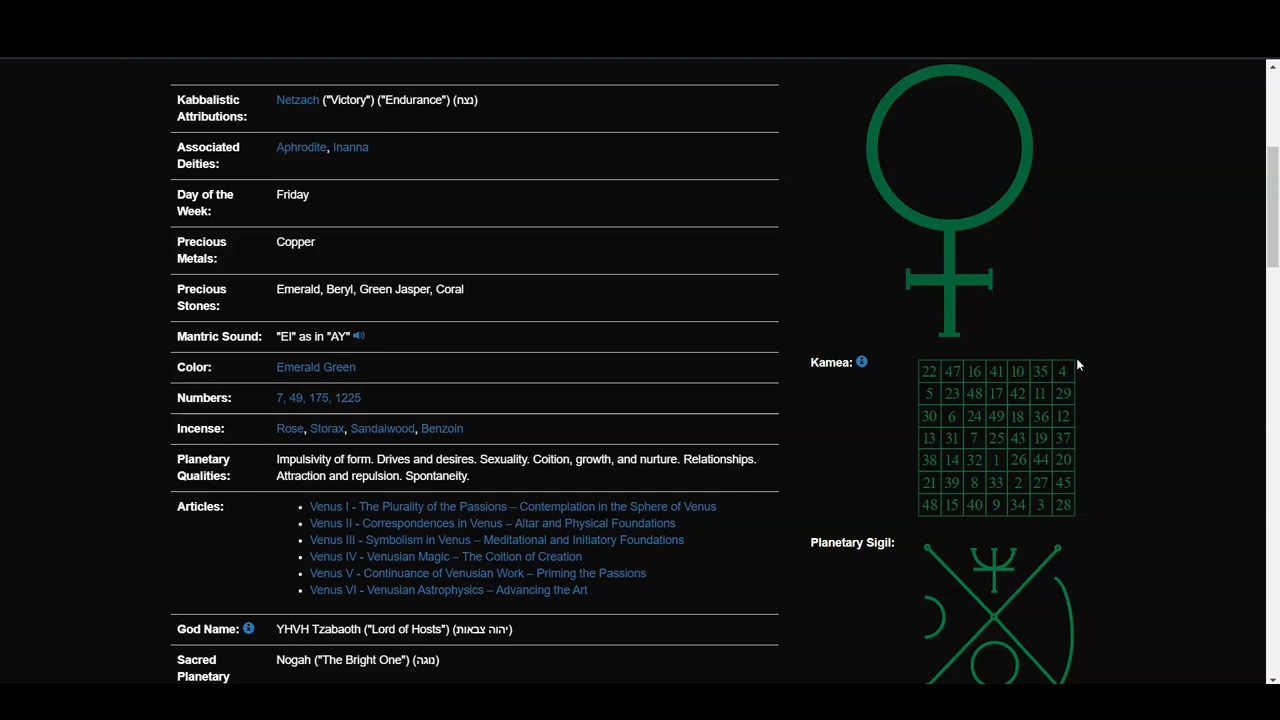 Kabbalistic
Attributions:
Netzach ("Victory") ("Endurance") (נצח)
Associated
Deities:
Aphrodite, Inanna
Day of the
Week:
Friday
Precious
Metals:
Copper
Precious
Stones:
Emerald, Beryl, Green Jasper, Coral
Mantric Sound: "EI" as in "AY"
Color: Emerald Green
Numbers: 7, 49, 175, 1225
Incense: Rose, Storax, Sandalwood, Benzoin
Planetary
Qualities:
Impulsivity of form. Drives and desires. Sexuality. Coition, growth, and nurture. Relationships.
Attraction and repulsion. Spontaneity.
Articles:
• Venus I - The Plurality of the Passions – Contemplation in the Sphere of Venus
• Venus II - Correspondences in Venus – Altar and Physical Foundations
• Venus III - Symbolism in Venus – Meditational and Initiatory Foundations
• Venus IV - Venusian Magic – The Coition of Creation
• Venus V - Continuance of Venusian Work – Priming the Passions
• Venus VI - Venusian Astrophysics – Advancing the Art
God Name: YHVH Tzabaoth ("Lord of Hosts") (יהוה צבאות)
Sacred
Planetary
Nogah ("The Bright One") (נוגה)
Kamea:
22 47 16 41 10 35 4
5 23 48 17 42 11 29
30 6 24 49 18 36 12
13 31 7 25 43 19 37
38 14 32 1 26 44 20
21 39 8 33 2 27 45
48 15 40 9 34 3 28
Planetary Sigil: